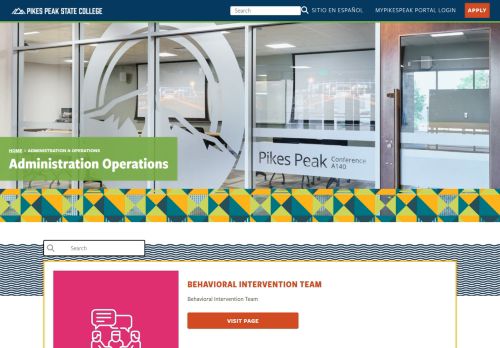 PIKES PEAK STATE COLLEGE
Search
SITIO EN ESPAÑOL
MYPIKESPEAK PORTAL LOGIN
APPLY
Pikes Peak
Conference
A140
HOME > ADMINISTRATION & OPERATIONS
Administration Operations
Search
BEHAVIORAL INTERVENTION TEAM
Behavioral Intervention Team
VISIT PAGE